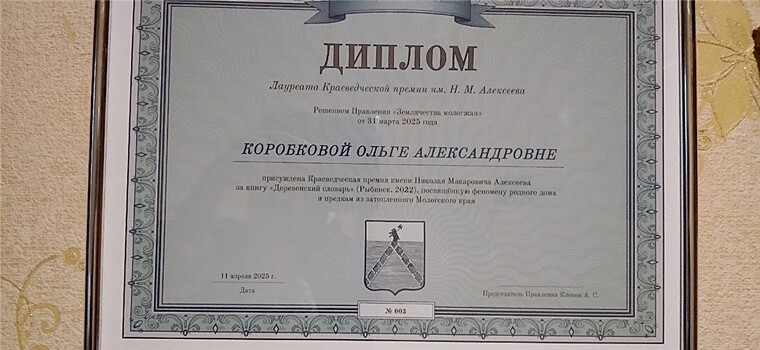 ДИПЛОМ
Лауреата Краеведческой премии им. Н. М. Алексеева
Решением Правления «Землячества мологжан»
от 31 марта 2025 года
КОРОБКОВОЙ ОЛЬГЕ АЛЕКСАНДРОВНЕ
присуждена Краеведческая премия имени Николая Макаровича Алексеева
за книгу «Деревенский словарь» (Рыбинск, 2022), посвящённую феномену родного дома
и предкам из затопленного Мологского края
11 апреля 2025 г.
Дата
Председатель Правления Клопов А. С.
№ 003